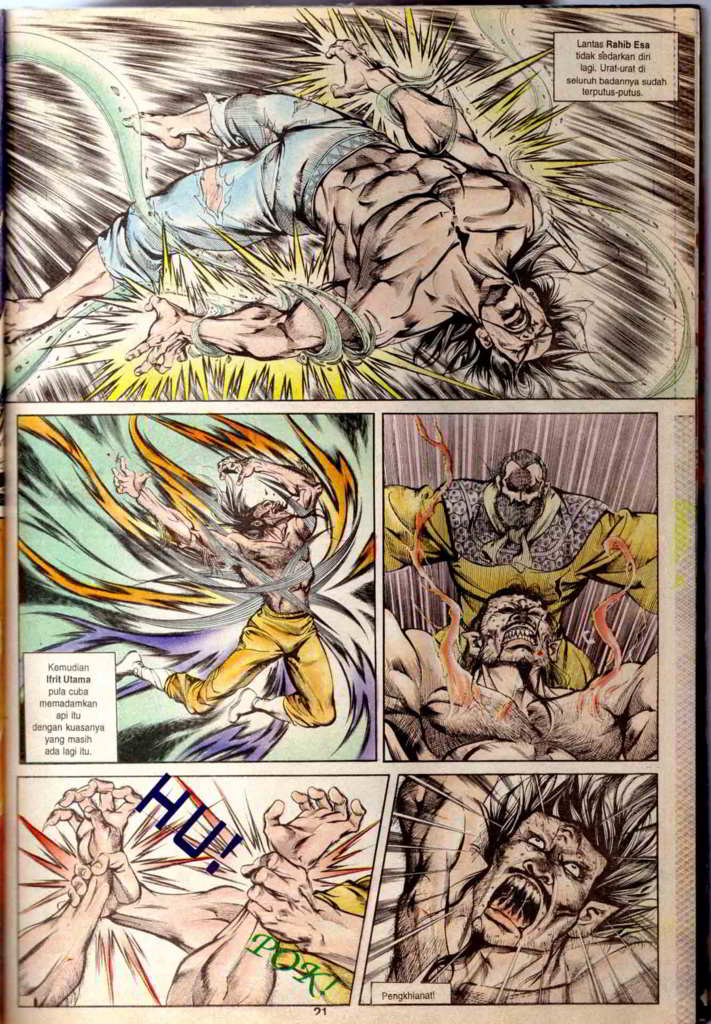 Lantas Rahib Esa
tidak sedarkan diri
lagi. Urat-urat di
seluruh badannya sudah
terputus-putus.
Kemudian
Ifrit Utama
pula cuba
memadamkan
api itu
dengan kuasanya
yang masih
ada lagi itu.
HU!
POK!
Pengkhianat!
21